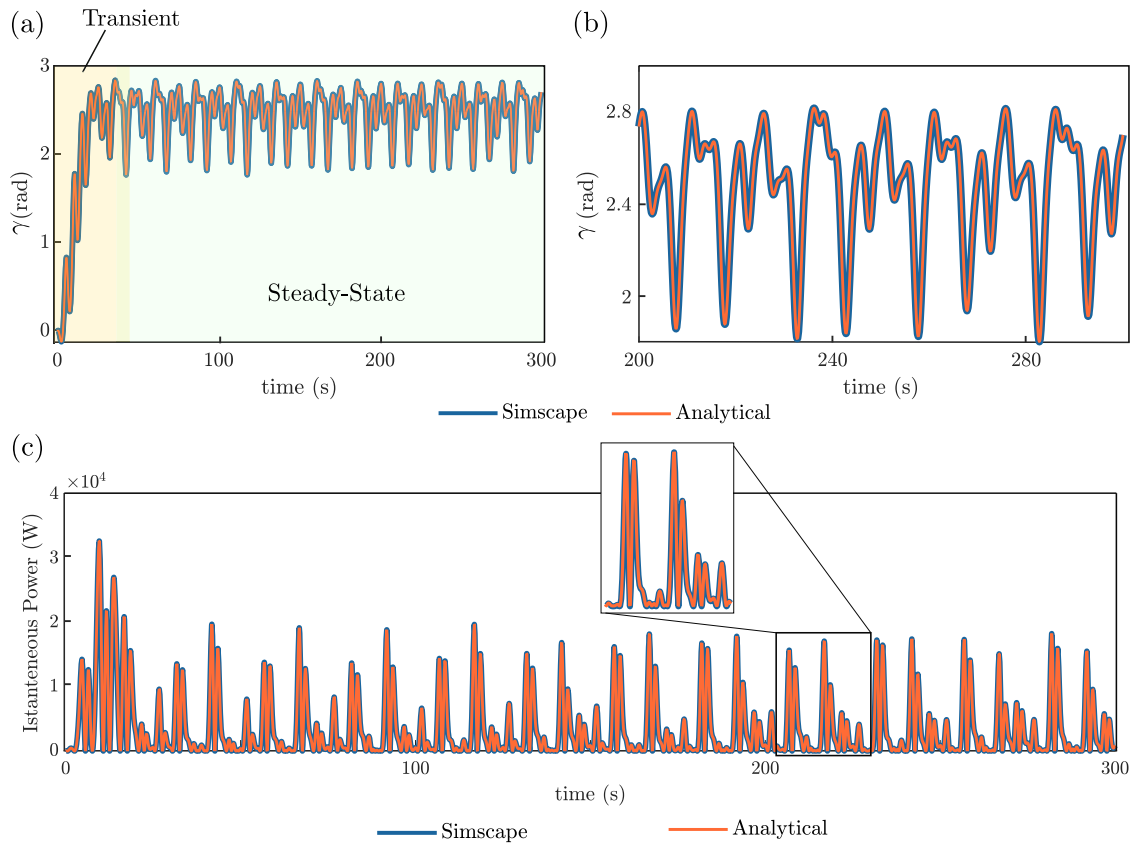 (a)
Transient
3
2
1
0
γ(rad)
Steady-State
0
100
200
300
time (s)
(b)
2.8
2.4
2
γ (rad)
200
240
280
time (s)
Simscape
Analytical
(c)
×10⁴
4
3
2
1
0
Istanteneous Power (W)
0
100
200
300
time (s)
Simscape
Analytical